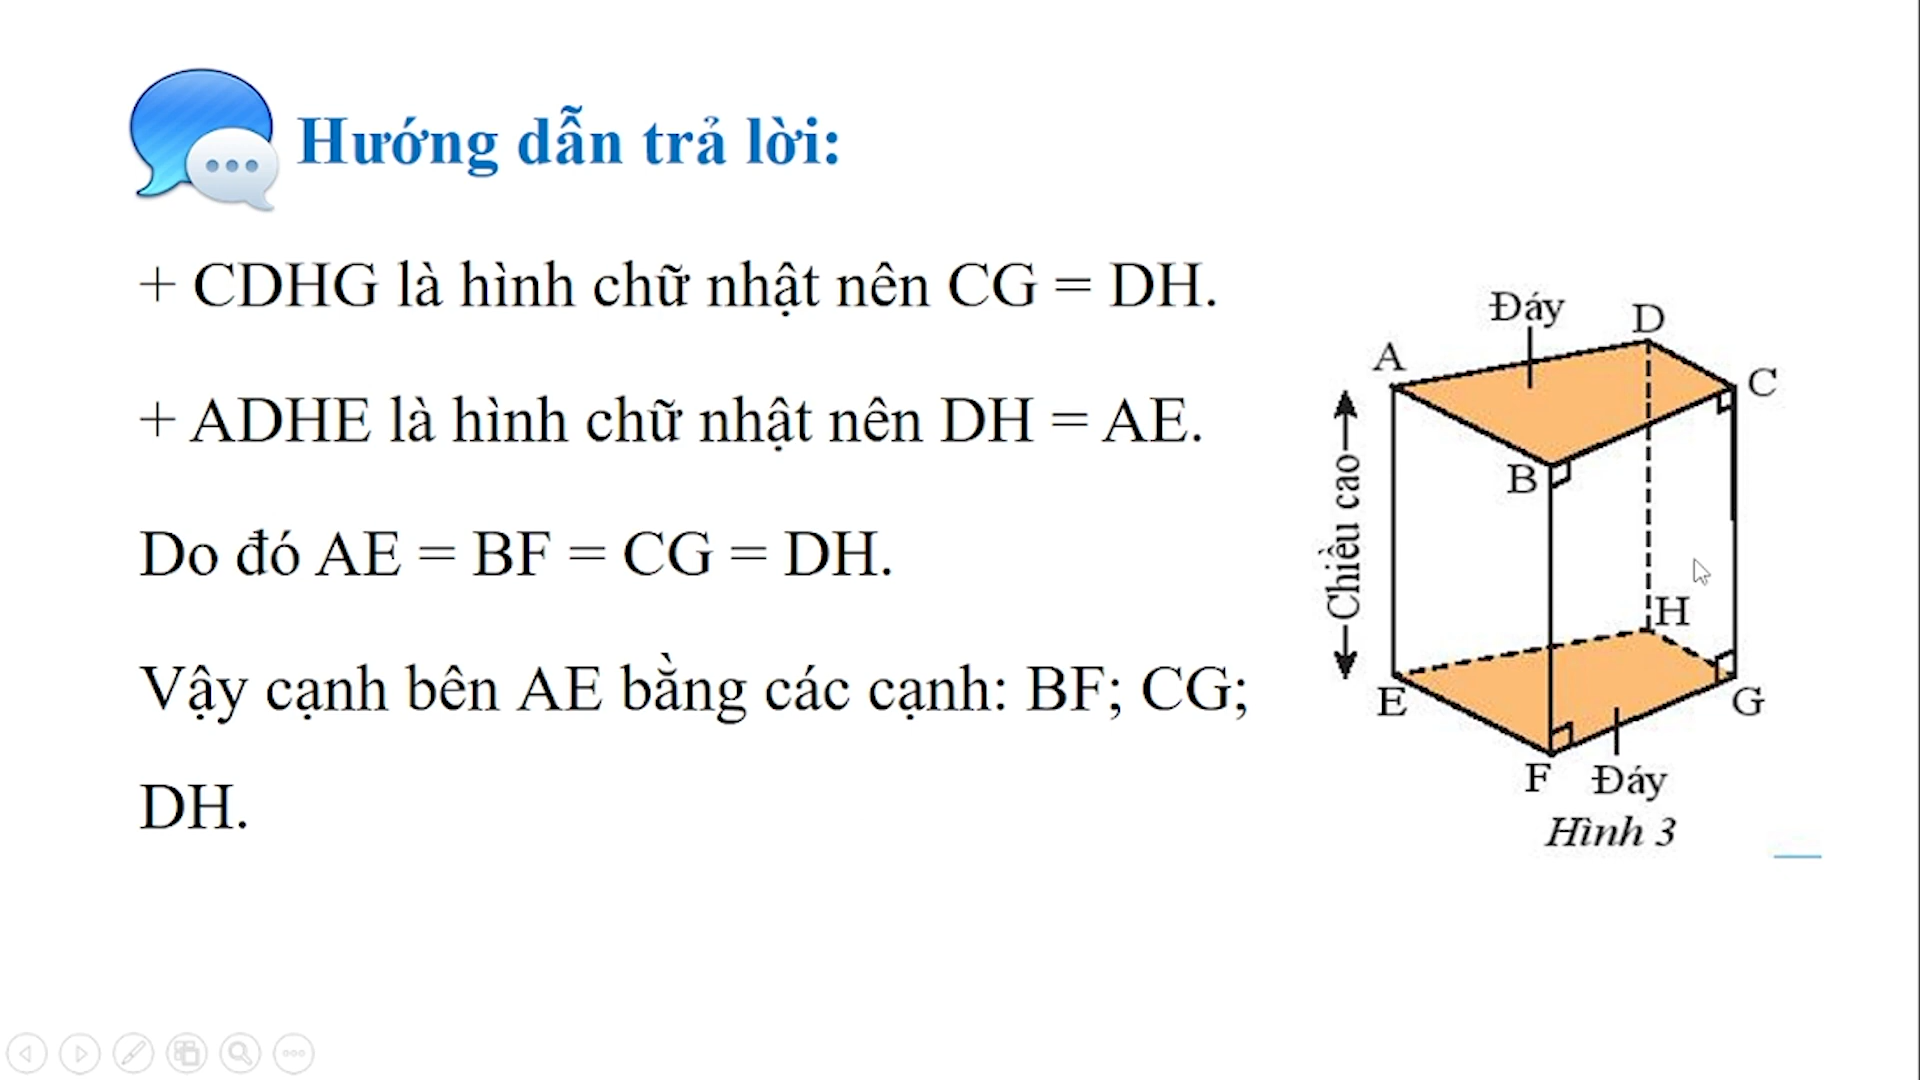 Hướng dẫn trả lời:
+ CDHG là hình chữ nhật nên CG = DH.
+ ADHE là hình chữ nhật nên DH = AE.
Do đó AE = BF = CG = DH.
Vậy cạnh bên AE bằng các cạnh: BF; CG;
DH.
Đáy
D
A
C
B
Chiều cao
H
E
G
F
Đáy
Hình 3